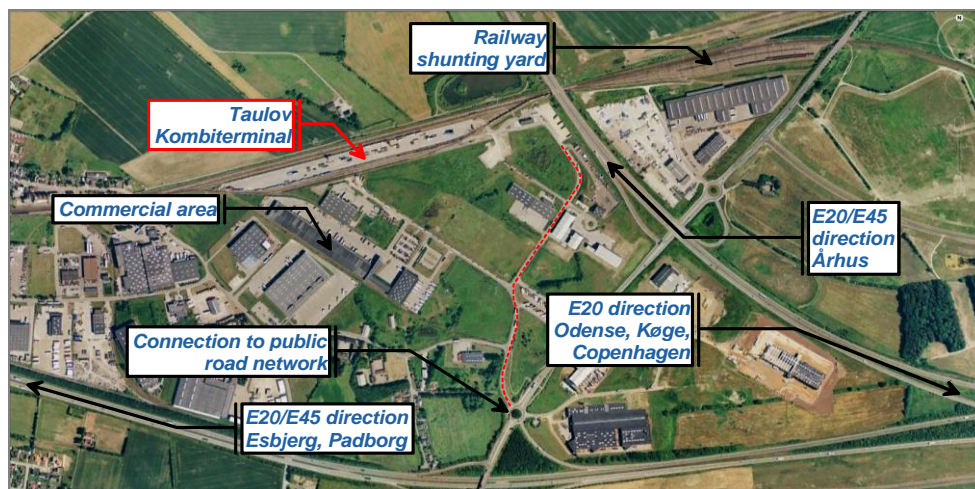 Railway
shunting yard
Taulov
Kombiterminal
Commercial area
E20/E45
direction
Århus
E20 direction
Odense, Køge,
Copenhagen
Connection to public
road network
E20/E45 direction
Esbjerg, Padborg